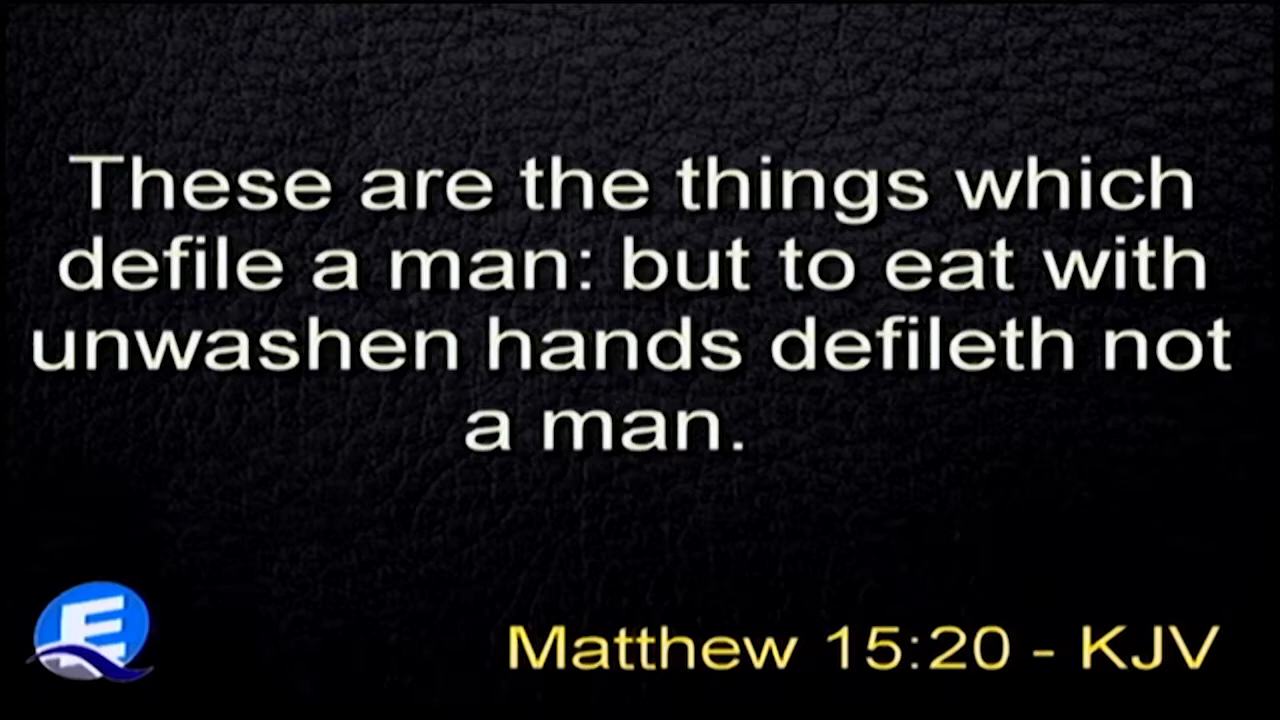 These are the things which
defile a man: but to eat with
unwashen hands defileth not
a man.
E
Matthew 15:20 - KJV